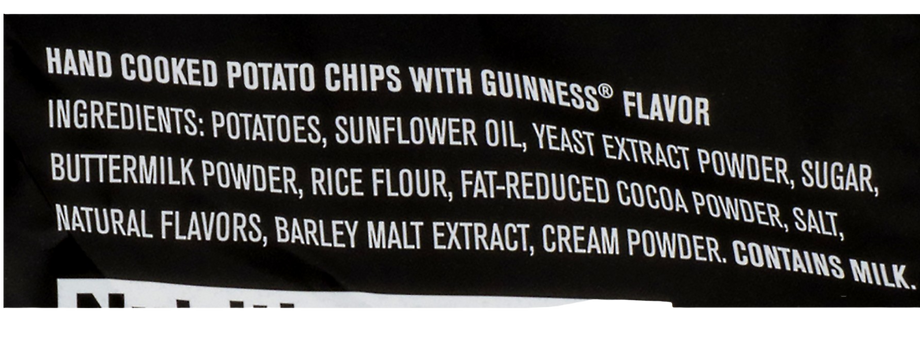 HAND COOKED POTATO CHIPS WITH GUINNESS® FLAVOR
INGREDIENTS: POTATOES, SUNFLOWER OIL, YEAST EXTRACT POWDER, SUGAR,
BUTTERMILK POWDER, RICE FLOUR, FAT-REDUCED COCOA POWDER, SALT,
NATURAL FLAVORS, BARLEY MALT EXTRACT, CREAM POWDER. CONTAINS MILK.